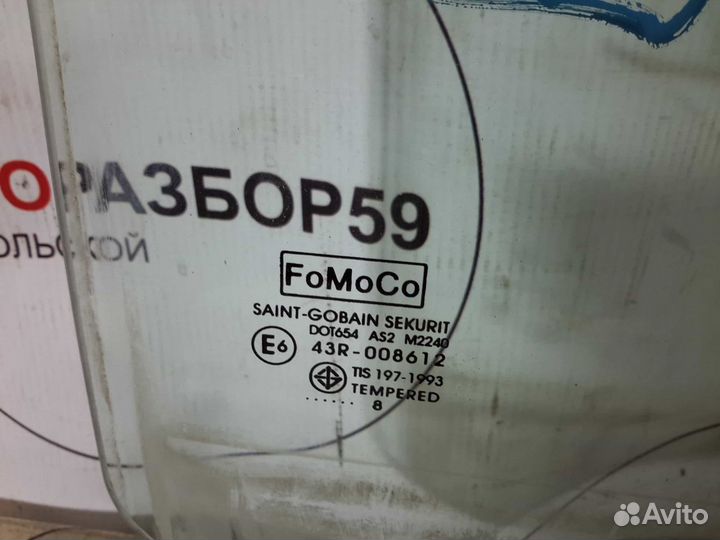 ОРАЗБОР59
ОЛЬСКОЙ
FoMoCo
SAINT-GOBAIN SEKURIT
DOT654 AS2 M2240
E6 43R-008612
TIS 197-1993
TEMPERED
...... 8
Avito